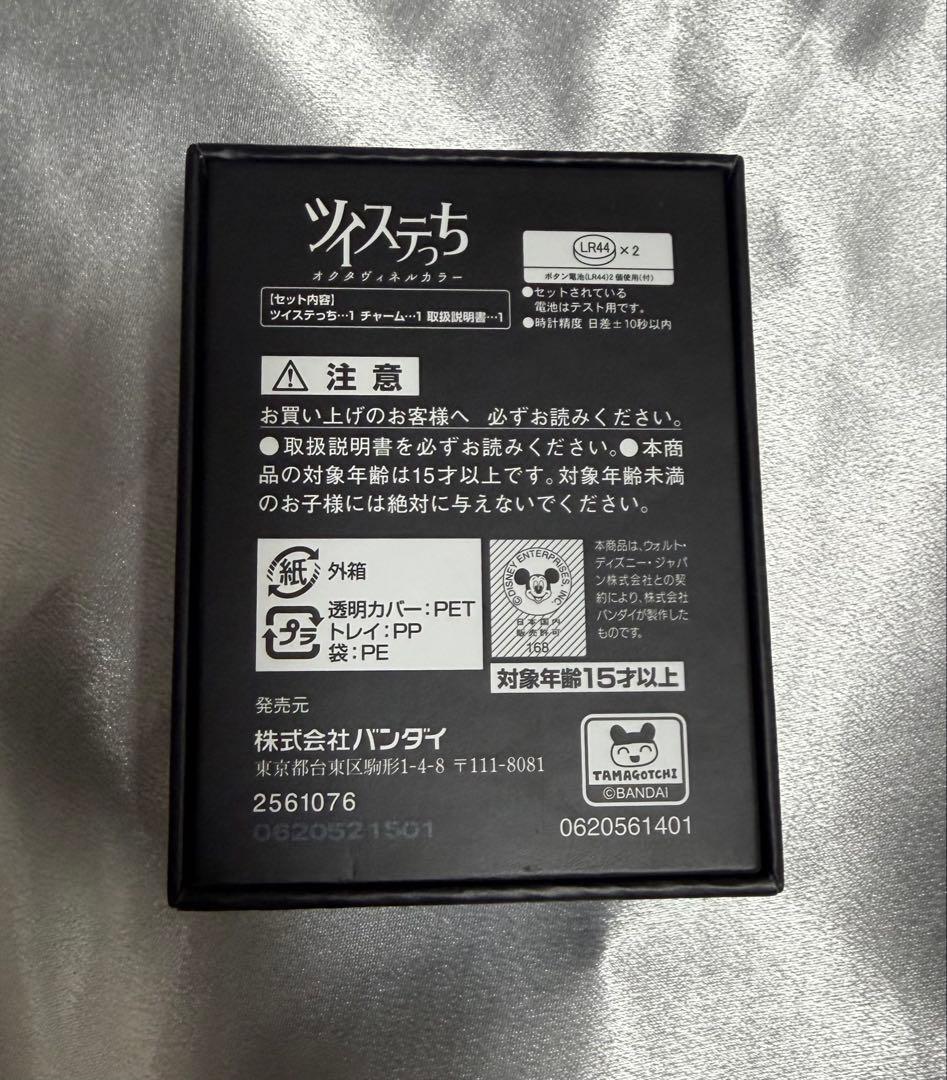 ツイステっち
オクタヴィネルカラー
【セット内容】
ツイステっち…1 チャーム…1 取扱説明書…1
LR44 ×2
ボタン電池(LR44)2個使用(付)
●セットされている
電池はテスト用です。
●時計精度 日差±10秒以内
注意
お買い上げのお客様へ 必ずお読みください。
●取扱説明書を必ずお読みください。●本商
品の対象年齢は15才以上です。対象年齢未満
のお子様には絶対に与えないでください。
紙 外箱
プラ
透明カバー:PET
トレイ:PP
袋:PE
©DISNEY ENTERPRISES, INC.
日本国内
販売許可
168
本商品は、ウォルト・
ディズニー・ジャパ
ン株式会社との契
約により、株式会社
バンダイが製作した
ものです。
対象年齢15才以上
発売元
株式会社バンダイ
東京都台東区駒形1-4-8 〒111-8081
2561076
0620521501
TAMAGOTCHI
©BANDAI
0620561401